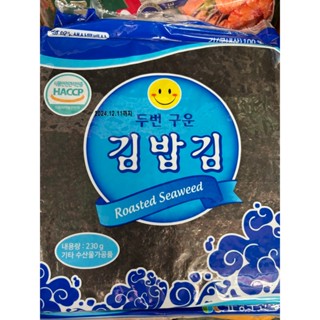 HACCP
2024.12.11까지
두번 구운
김밥김
Roasted Seaweed
내용량 : 230 g
기타 수산물가공품